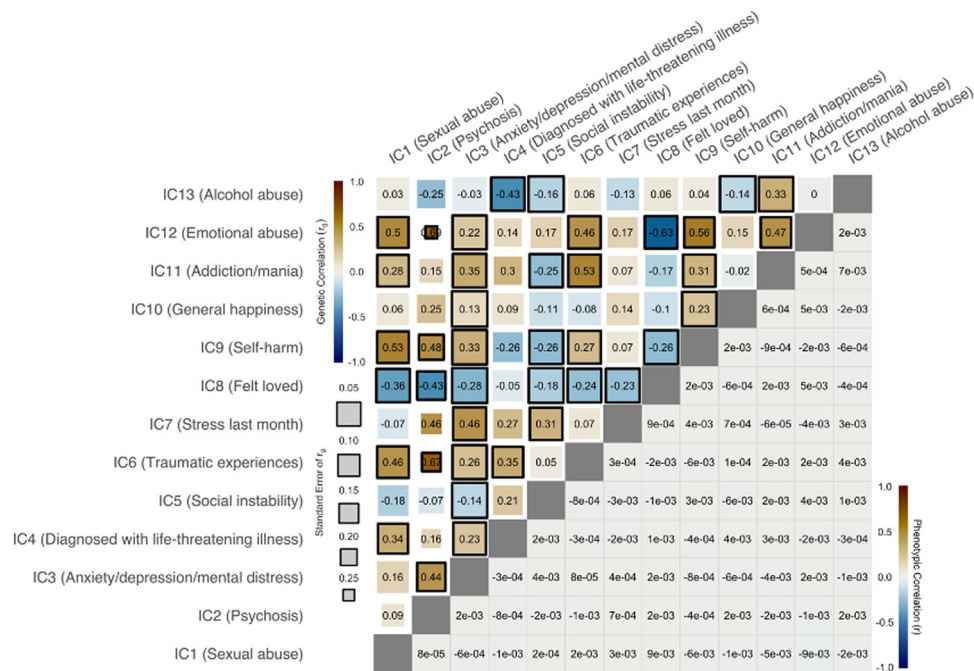 IC1 (Sexual abuse)
IC2 (Psychosis)
IC3 (Anxiety/depression/mental distress)
IC4 (Diagnosed with life-threatening illness)
IC5 (Social instability)
IC6 (Traumatic experiences)
IC7 (Stress last month)
IC8 (Felt loved)
IC9 (Self-harm)
IC10 (General happiness)
IC11 (Addiction/mania)
IC12 (Emotional abuse)
IC13 (Alcohol abuse)
IC13 (Alcohol abuse) 0.03 -0.25 -0.03 -0.43 -0.16 0.06 -0.13 0.06 0.04 -0.14 0.33 0
IC12 (Emotional abuse) 0.5 0.69 0.22 0.14 0.17 0.46 0.17 -0.63 0.56 0.15 0.47 2e-03
IC11 (Addiction/mania) 0.28 0.15 0.35 0.3 -0.25 0.53 0.07 -0.17 0.31 -0.02 5e-04 7e-03
IC10 (General happiness) 0.06 0.25 0.13 0.09 -0.11 -0.08 0.14 -0.1 0.23 6e-04 5e-03 -2e-03
IC9 (Self-harm) 0.53 0.48 0.33 -0.26 -0.26 0.27 0.07 -0.26 2e-03 -9e-04 -2e-03 -6e-04
IC8 (Felt loved) -0.36 -0.43 -0.28 -0.05 -0.18 -0.24 -0.23 2e-03 -6e-04 2e-03 5e-03 -4e-04
IC7 (Stress last month) -0.07 0.46 0.46 0.27 0.31 0.07 9e-04 4e-03 7e-04 -6e-05 -4e-03 3e-03
IC6 (Traumatic experiences) 0.46 0.67 0.26 0.35 0.05 3e-04 -2e-03 -6e-03 1e-04 2e-03 2e-03 4e-03
IC5 (Social instability) -0.18 -0.07 -0.14 0.21 -8e-04 -3e-03 -1e-03 3e-03 -6e-03 2e-03 4e-03 1e-03
IC4 (Diagnosed with life-threatening illness) 0.34 0.16 0.23 2e-03 -3e-04 -2e-03 -1e-03 4e-04 4e-03 3e-03 -3e-04 -2e-03
IC3 (Anxiety/depression/mental distress) 0.16 0.44 -3e-04 4e-03 8e-05 4e-04 2e-03 -8e-04 -6e-03 -4e-03 2e-03 -1e-03
IC2 (Psychosis) 0.09 2e-03 -8e-04 -2e-03 -1e-03 7e-04 -2e-03 -4e-04 2e-03 -2e-03 -1e-03 2e-03
IC1 (Sexual abuse) 8e-05 -6e-04 -1e-03 2e-04 2e-03 3e-03 9e-03 -6e-03 1e-03 -5e-03 -9e-03 -1e-03
Genetic Correlation (rg)
1.0
0.5
0.0
-0.5
-1.0
Standard Error of rg
0.05
0.10
0.15
0.20
0.25
Phenotypic Correlation (r)
1.0
0.5
0.0
-0.5
-1.0